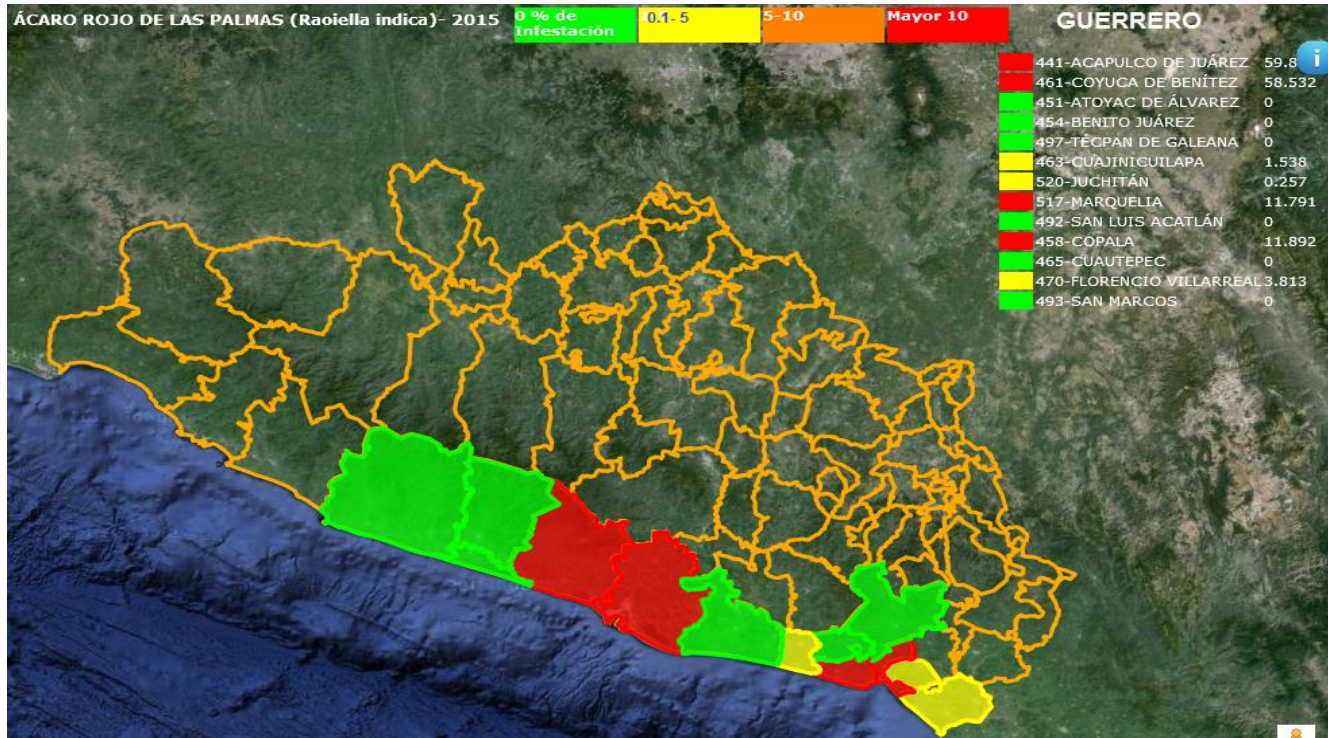 ÁCARO ROJO DE LAS PALMAS (Raoiella indica)- 2015
0 % de
Infestación
0.1- 5
5-10
Mayor 10
GUERRERO
441-ACAPULCO DE JUÁREZ 59.8
461-COYUCA DE BENÍTEZ 58.532
451-ATOYAC DE ÁLVAREZ 0
454-BENITO JUÁREZ 0
497-TÉCPAN DE GALEANA 0
463-CUAJINICUILAPA 1.538
520-JUCHITÁN 0.257
517-MARQUELIA 11.791
492-SAN LUIS ACATLÁN 0
458-COPALA 11.892
465-CUAUTEPEC 0
470-FLORENCIO VILLARREAL 3.813
493-SAN MARCOS 0
i